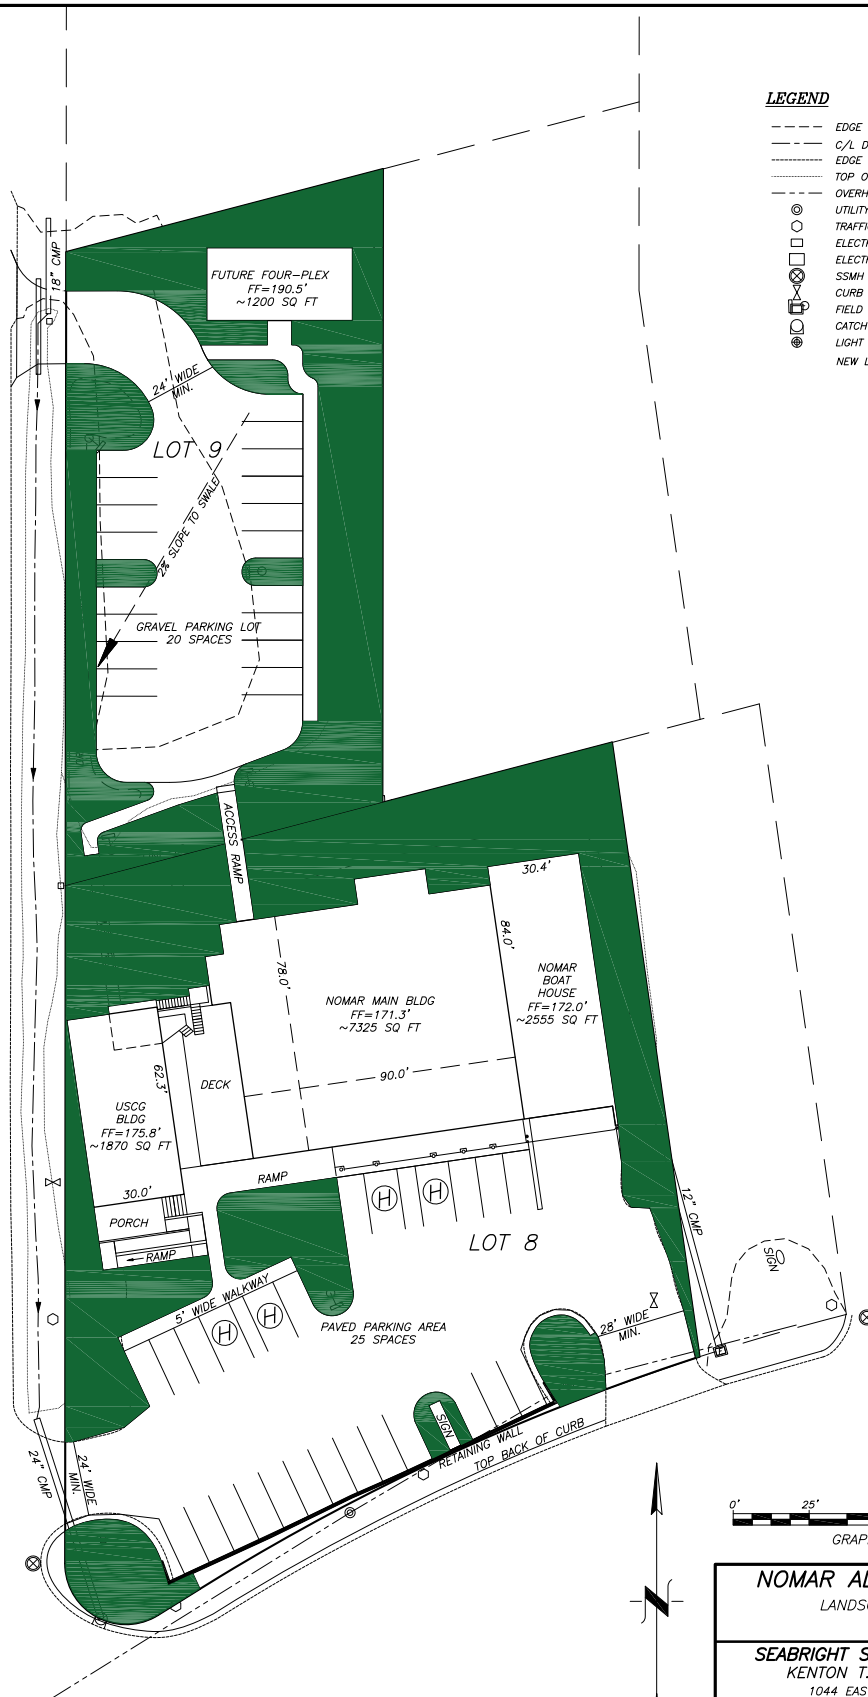 LEGEND
EDGE
C/L D
EDGE
TOP O
OVERH
UTILITY
TRAFFI
ELECT
ELECT
SSMH
CURB
FIELD
CATCH
LIGHT
NEW L
18" CMP
FUTURE FOUR-PLEX
FF=190.5'
~1200 SQ FT
24' WIDE
MIN.
LOT 9
2% SLOPE TO SWALE
GRAVEL PARKING LOT
20 SPACES
ACCESS RAMP
30.4'
84.0'
78.0'
NOMAR MAIN BLDG
FF=171.3'
~7325 SQ FT
NOMAR
BOAT
HOUSE
FF=172.0'
~2555 SQ FT
90.0'
62.3'
DECK
USCG
BLDG
FF=175.8'
~1870 SQ FT
RAMP
30.0'
PORCH
RAMP
H
H
12" CMP
LOT 8
SIGN
5' WIDE WALKWAY
H
H
PAVED PARKING AREA
25 SPACES
28' WIDE
MIN.
SIGN
RETAINING WALL
TOP BACK OF CURB
24" CMP
24' WIDE
MIN.
N
0'
25'
GRAP
NOMAR AD
LANDS
SEABRIGHT S
KENTON T.
1044 EAS